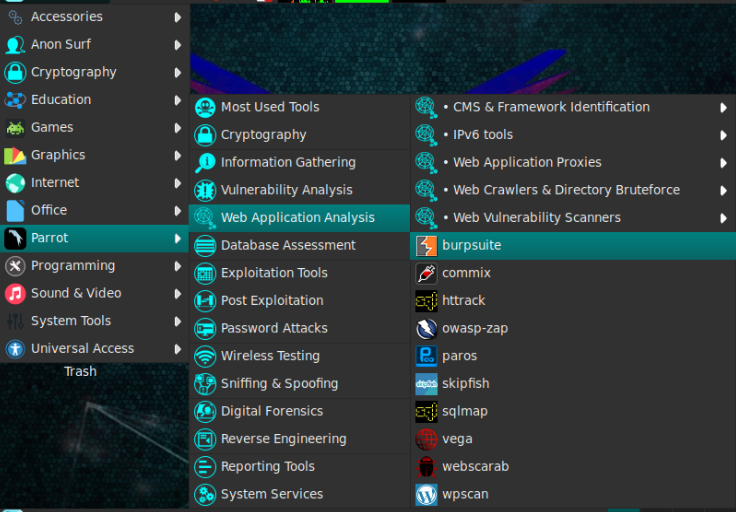 Accessories
Anon Surf
Cryptography
Education
Games
Graphics
Internet
Office
Parrot
Programming
Sound & Video
System Tools
Universal Access
Trash
Most Used Tools
Cryptography
Information Gathering
Vulnerability Analysis
Web Application Analysis
Database Assessment
Exploitation Tools
Post Exploitation
Password Attacks
Wireless Testing
Sniffing & Spoofing
Digital Forensics
Reverse Engineering
Reporting Tools
System Services
• CMS & Framework Identification
• IPv6 tools
• Web Application Proxies
• Web Crawlers & Directory Bruteforce
• Web Vulnerability Scanners
burpsuite
commix
httrack
owasp-zap
paros
skipfish
sqlmap
vega
webscarab
wpscan